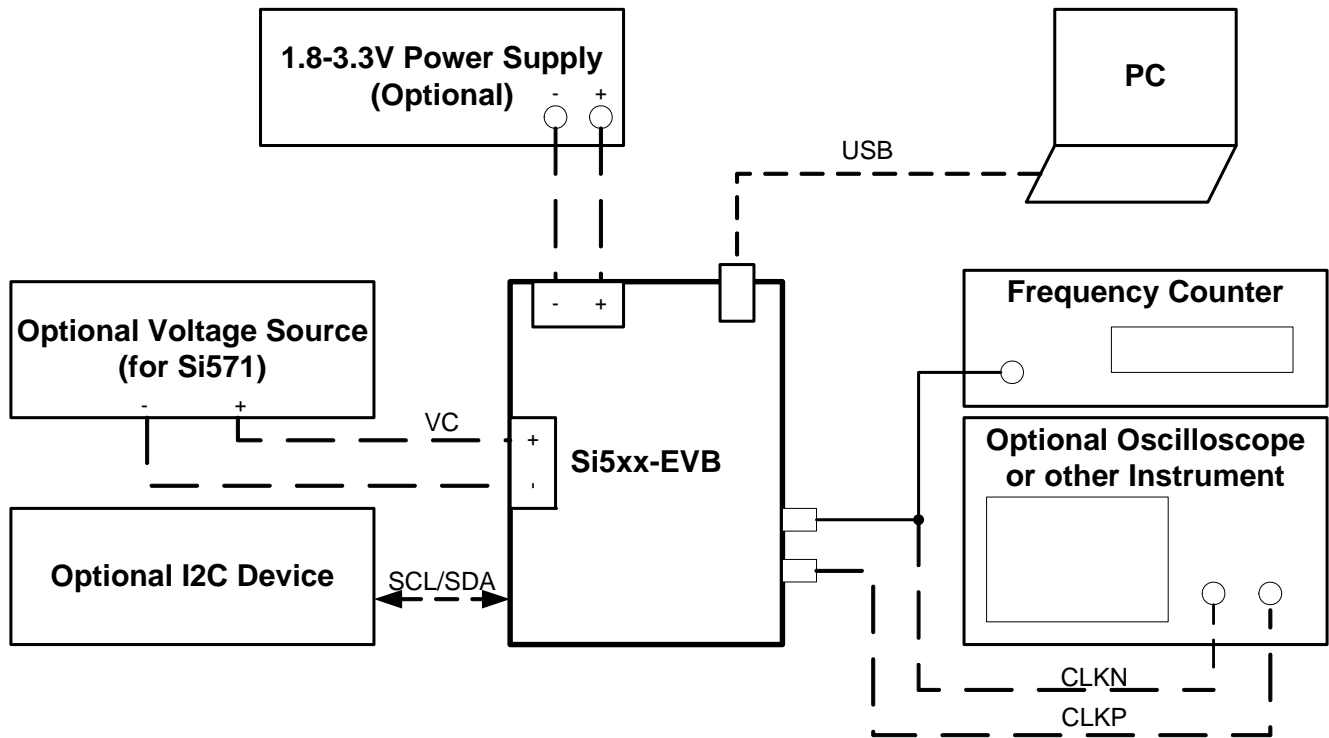 1.8-3.3V Power Supply
(Optional)
- +
PC
USB
- +
Frequency Counter
Optional Voltage Source
(for Si571)
- +
VC
+
-
Si5xx-EVB
Optional Oscilloscope
or other Instrument
Optional I2C Device
SCL/SDA
CLKN
CLKP